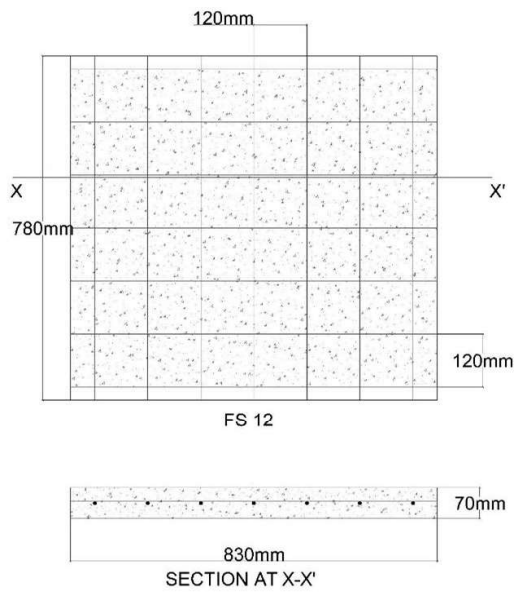 120mm
X X'
780mm
120mm
FS 12
70mm
830mm
SECTION AT X-X'